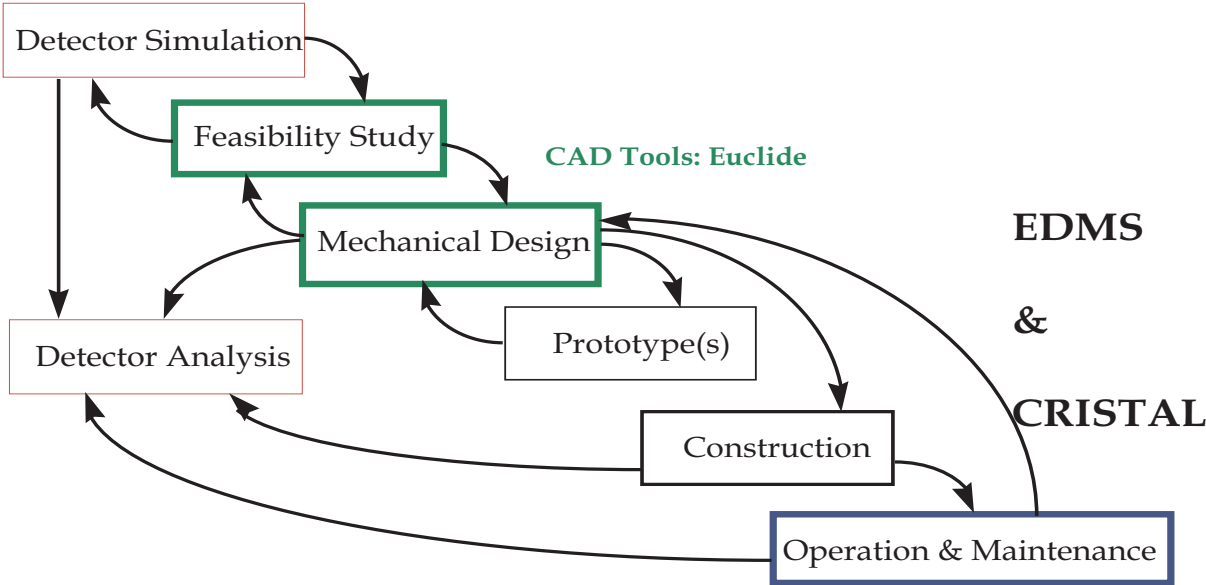 Detector Simulation
Feasibility Study
CAD Tools: Euclide
Mechanical Design
EDMS
&
Prototype(s)
Detector Analysis
CRISTAL
Construction
Operation & Maintenance